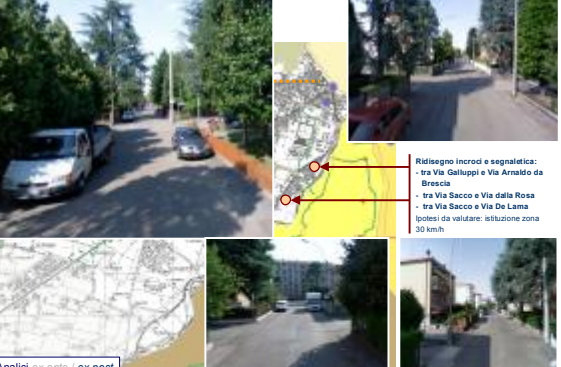 Ridisegno incroci e segnaletica:
- tra Via Galluppi e Via Arnaldo da
Brescia
- tra Via Sacco e Via dalla Rosa
- tra Via Sacco e Via De Lama
Ipotesi da valutare: istituzione zona
30 km/h
Analisi ex ante / ex post